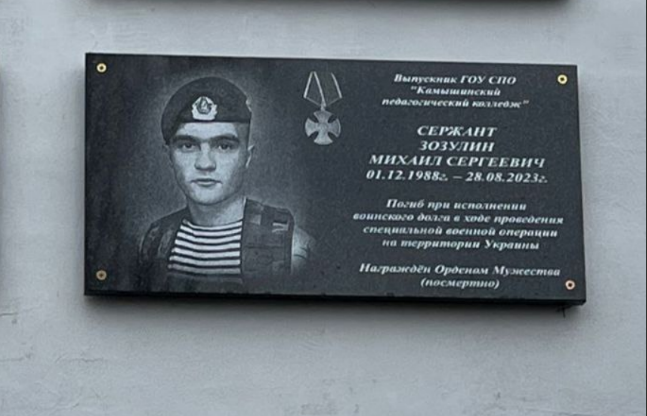 Выпускник ГОУ СПО
"Камышинский
педагогический колледж"
СЕРЖАНТ
ЗОЗУЛИН
МИХАИЛ СЕРГЕЕВИЧ
01.12.1988г. – 28.08.2023г.
Погиб при исполнении
воинского долга в ходе проведения
специальной военной операции
на территории Украины
Награждён Орденом Мужества
(посмертно)